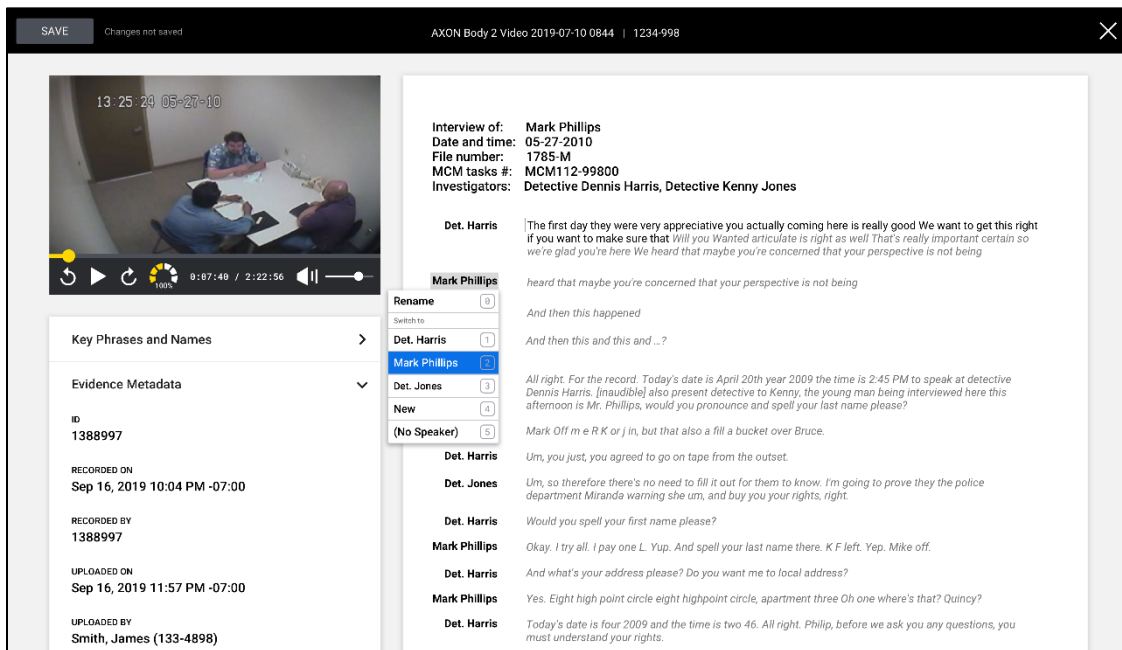 SAVE
Changes not saved
AXON Body 2 Video 2019-07-10 0844 | 1234-998
13:25:24 05-27-10
100%
0:07:40 / 2:22:56
Key Phrases and Names
Evidence Metadata
ID
1388997
RECORDED ON
Sep 16, 2019 10:04 PM -07:00
RECORDED BY
1388997
UPLOADED ON
Sep 16, 2019 11:57 PM -07:00
UPLOADED BY
Smith, James (133-4898)
Interview of: Mark Phillips
Date and time: 05-27-2010
File number: 1785-M
MCM tasks #: MCM112-99800
Investigators: Detective Dennis Harris, Detective Kenny Jones
Det. Harris The first day they were very appreciative you actually coming here is really good We want to get this right
if you want to make sure that Will you Wanted articulate is right as well That's really important certain so
we're glad you're here We heard that maybe you're concerned that your perspective is not being
Mark Phillips heard that maybe you're concerned that your perspective is not being
Rename 0
Switch to
Det. Harris 1
Mark Phillips 2
Det. Jones 3
New 4
(No Speaker) 5
And then this happened
And then this and this and ...?
All right. For the record. Today's date is April 20th year 2009 the time is 2:45 PM to speak at detective
Dennis Harris. [inaudible] also present detective to Kenny, the young man being interviewed here this
afternoon is Mr. Phillips, would you pronounce and spell your last name please?
Mark Off m e R K or j in, but that also a fill a bucket over Bruce.
Det. Harris Um, you just, you agreed to go on tape from the outset.
Det. Jones Um, so therefore there's no need to fill it out for them to know. I'm going to prove they the police
department Miranda warning she um, and buy you your rights, right.
Det. Harris Would you spell your first name please?
Mark Phillips Okay. I try all. I pay one L. Yup. And spell your last name there. K F left. Yep. Mike off.
Det. Harris And what's your address please? Do you want me to local address?
Mark Phillips Yes. Eight high point circle eight highpoint circle, apartment three Oh one where's that? Quincy?
Det. Harris Today's date is four 2009 and the time is two 46. All right. Philip, before we ask you any questions, you
must understand your rights.